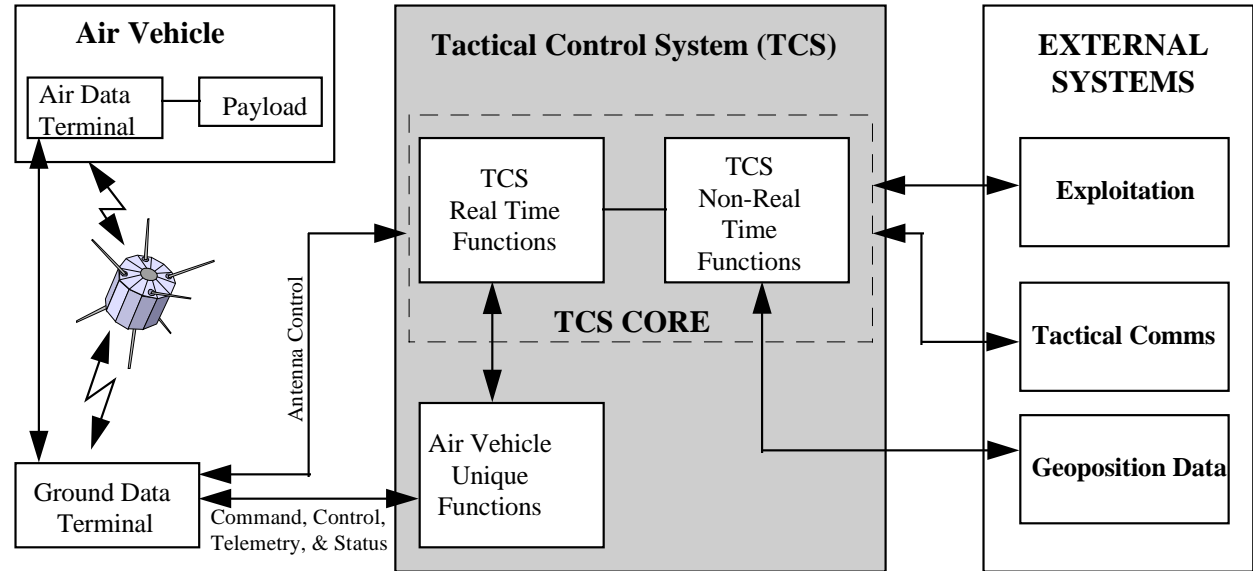 Air Vehicle
Air Data
Terminal
Payload
Tactical Control System (TCS)
EXTERNAL
SYSTEMS
TCS
Real Time
Functions
TCS
Non-Real
Time
Functions
TCS CORE
Exploitation
Tactical Comms
Geoposition Data
Antenna Control
Air Vehicle
Unique
Functions
Ground Data
Terminal
Command, Control,
Telemetry, & Status